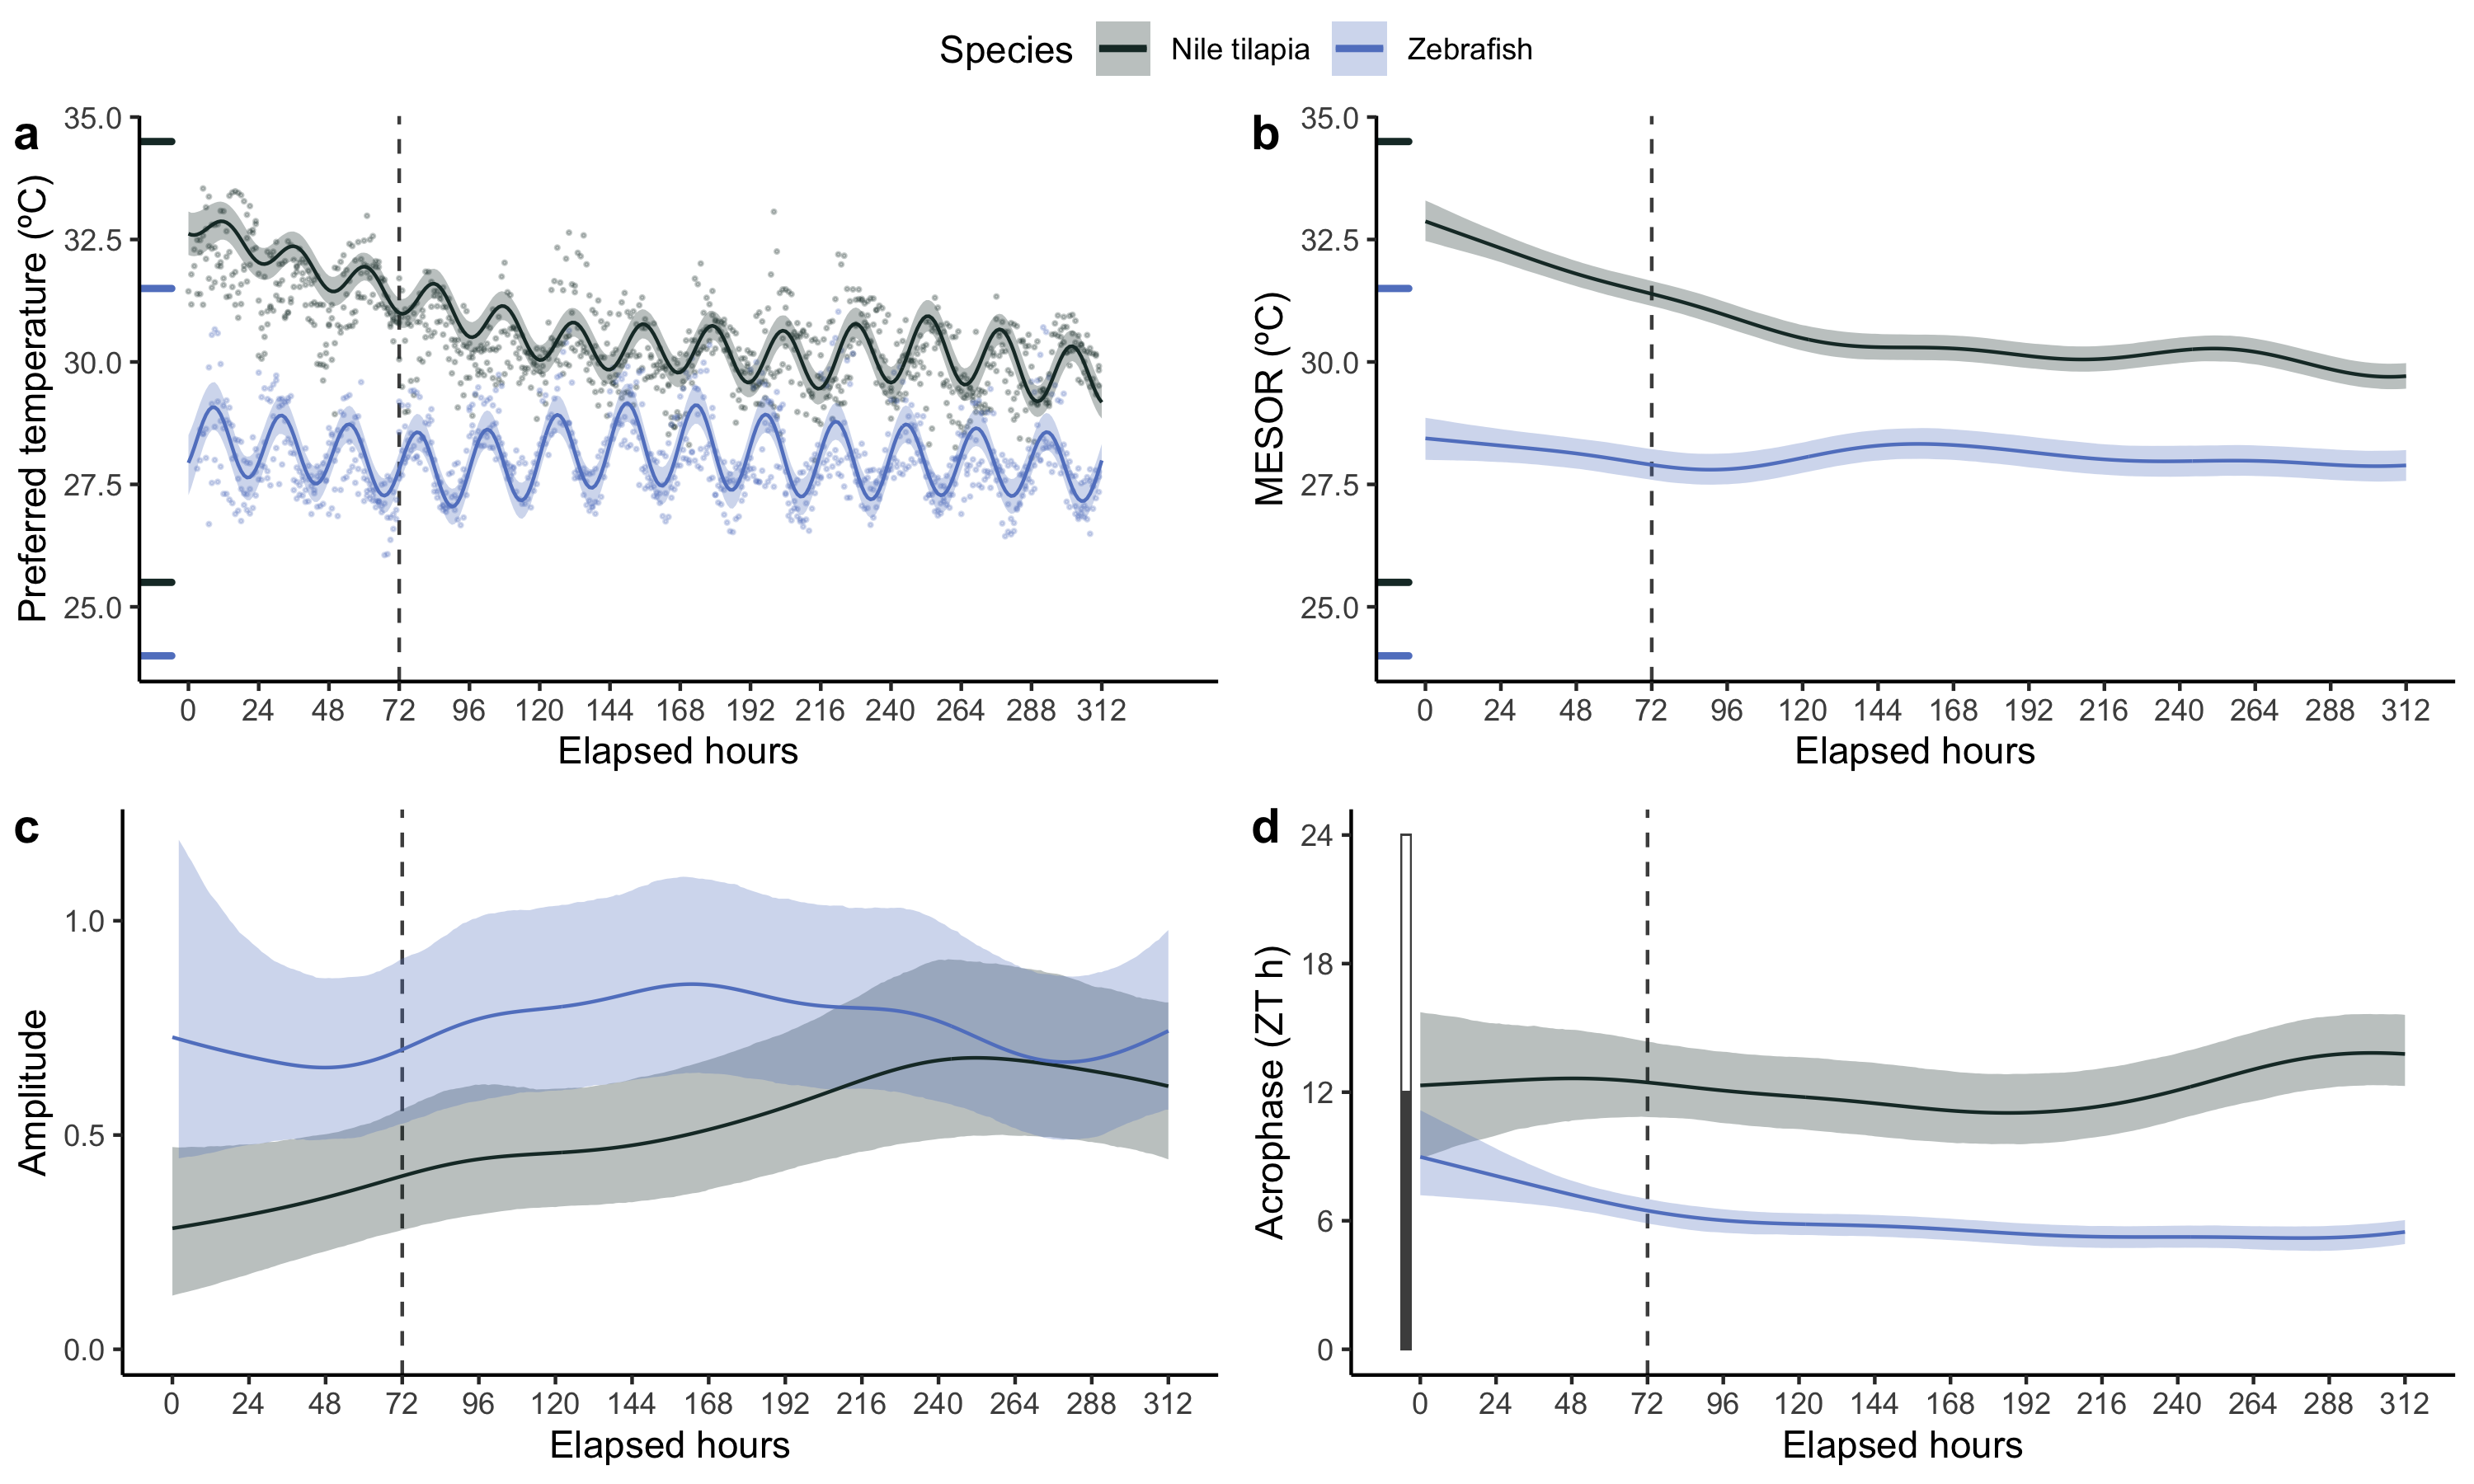 Species Nile tilapia Zebrafish
a
Preferred temperature (ºC)
35.0
32.5
30.0
27.5
25.0
0 24 48 72 96 120 144 168 192 216 240 264 288 312
Elapsed hours
b
MESOR (ºC)
35.0
32.5
30.0
27.5
25.0
0 24 48 72 96 120 144 168 192 216 240 264 288 312
Elapsed hours
c
Amplitude
1.0
0.5
0.0
0 24 48 72 96 120 144 168 192 216 240 264 288 312
Elapsed hours
d
Acrophase (ZT h)
24
18
12
6
0
0 24 48 72 96 120 144 168 192 216 240 264 288 312
Elapsed hours